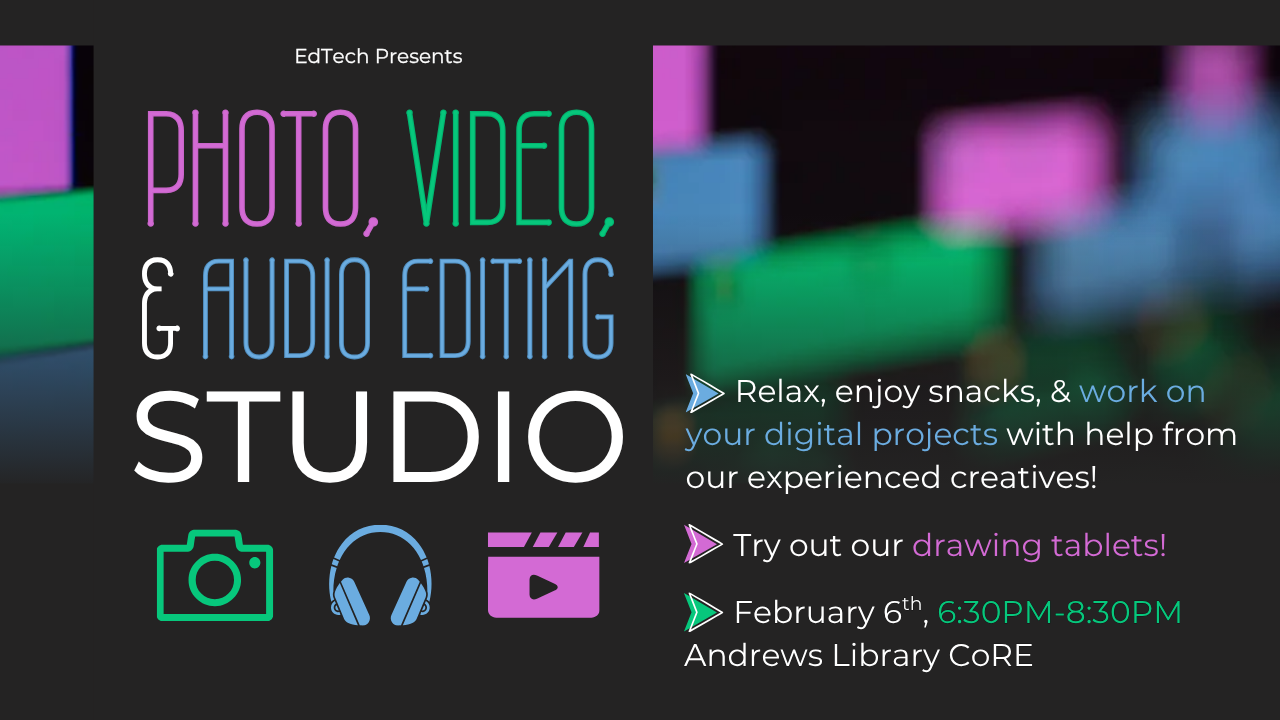 EdTech Presents
PHOTO, VIDEO,
& AUDIO EDITING
STUDIO
Relax, enjoy snacks, & work on
your digital projects with help from
our experienced creatives!
Try out our drawing tablets!
February 6th, 6:30PM-8:30PM
Andrews Library CoRE